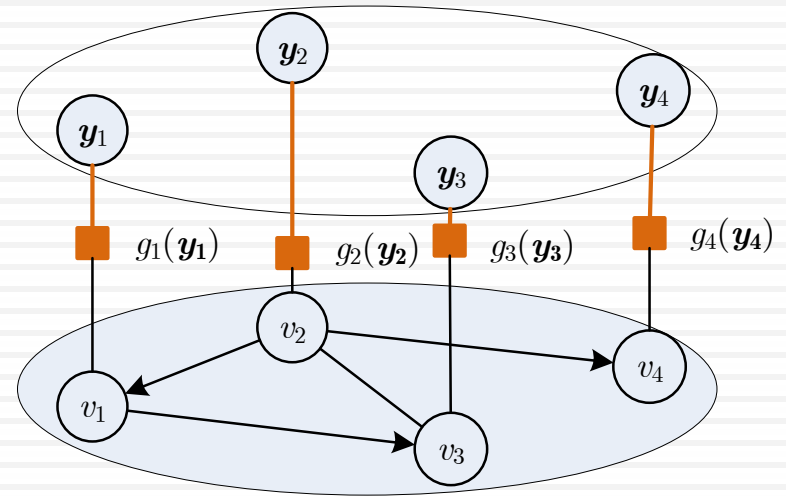 y₂
y₄
y₁
y₃
g₁(y₁)
g₂(y₂)
g₃(y₃)
g₄(y₄)
v₂
v₄
v₁
v₃